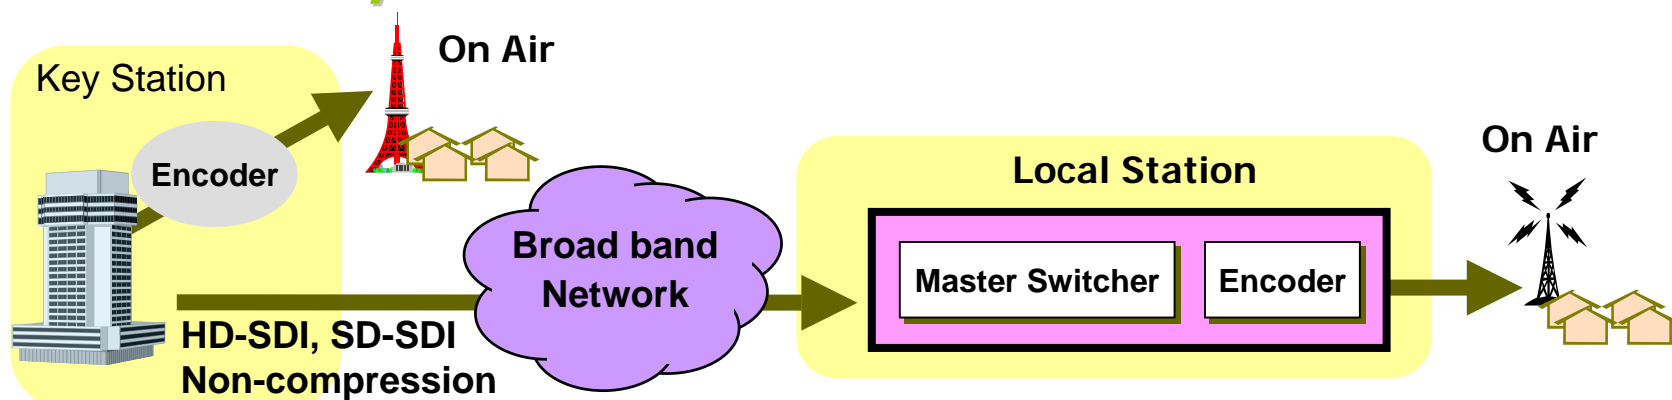 On Air
Key Station
Encoder
HD-SDI, SD-SDI
Non-compression
Broad band
Network
Local Station
Master Switcher
Encoder
On Air